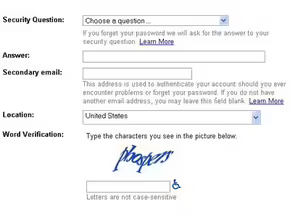 Security Question: Choose a question ...
If you forget your password we will ask for the answer to your
security question. Learn More
Answer:
Secondary email:
This address is used to authenticate your account should you ever
encounter problems or forget your password. If you do not have
another email address, you may leave this field blank. Learn More
Location: United States
Word Verification: Type the characters you see in the picture below.
Letters are not case-sensitive